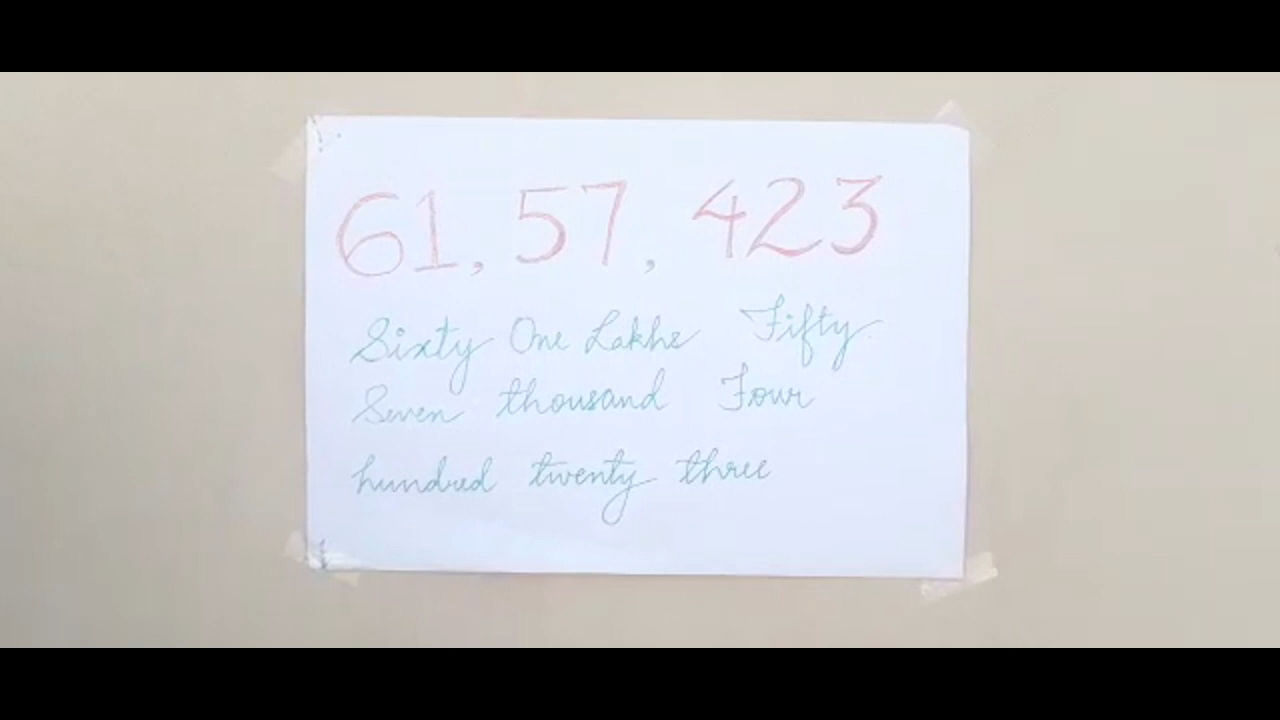 61,57,423
Sixty One Lakhs Fifty
Seven thousand Four
hundred twenty three